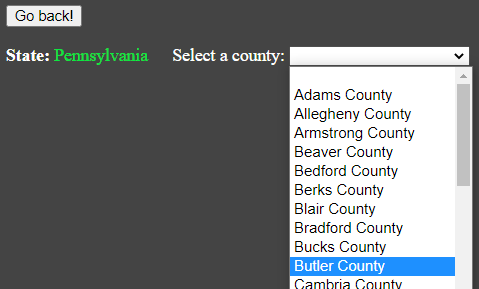 Go back!
State: Pennsylvania Select a county:
Adams County
Allegheny County
Armstrong County
Beaver County
Bedford County
Berks County
Blair County
Bradford County
Bucks County
Butler County
Cambria County